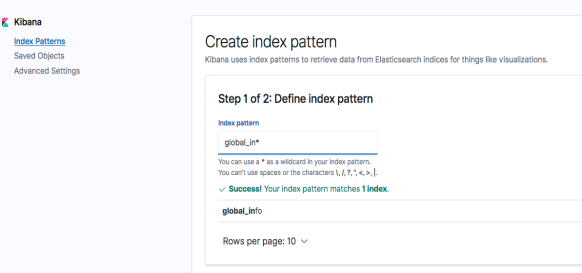 Kibana
Index Patterns
Saved Objects
Advanced Settings
Create index pattern
Kibana uses index patterns to retrieve data from Elasticsearch indices for things like visualizations.
Step 1 of 2: Define index pattern
Index pattern
global_in*
You can use a * as a wildcard in your index pattern.
You can't use spaces or the characters \, /, ?, ", <, >, |.
✓ Success! Your index pattern matches 1 index.
global_info
Rows per page: 10